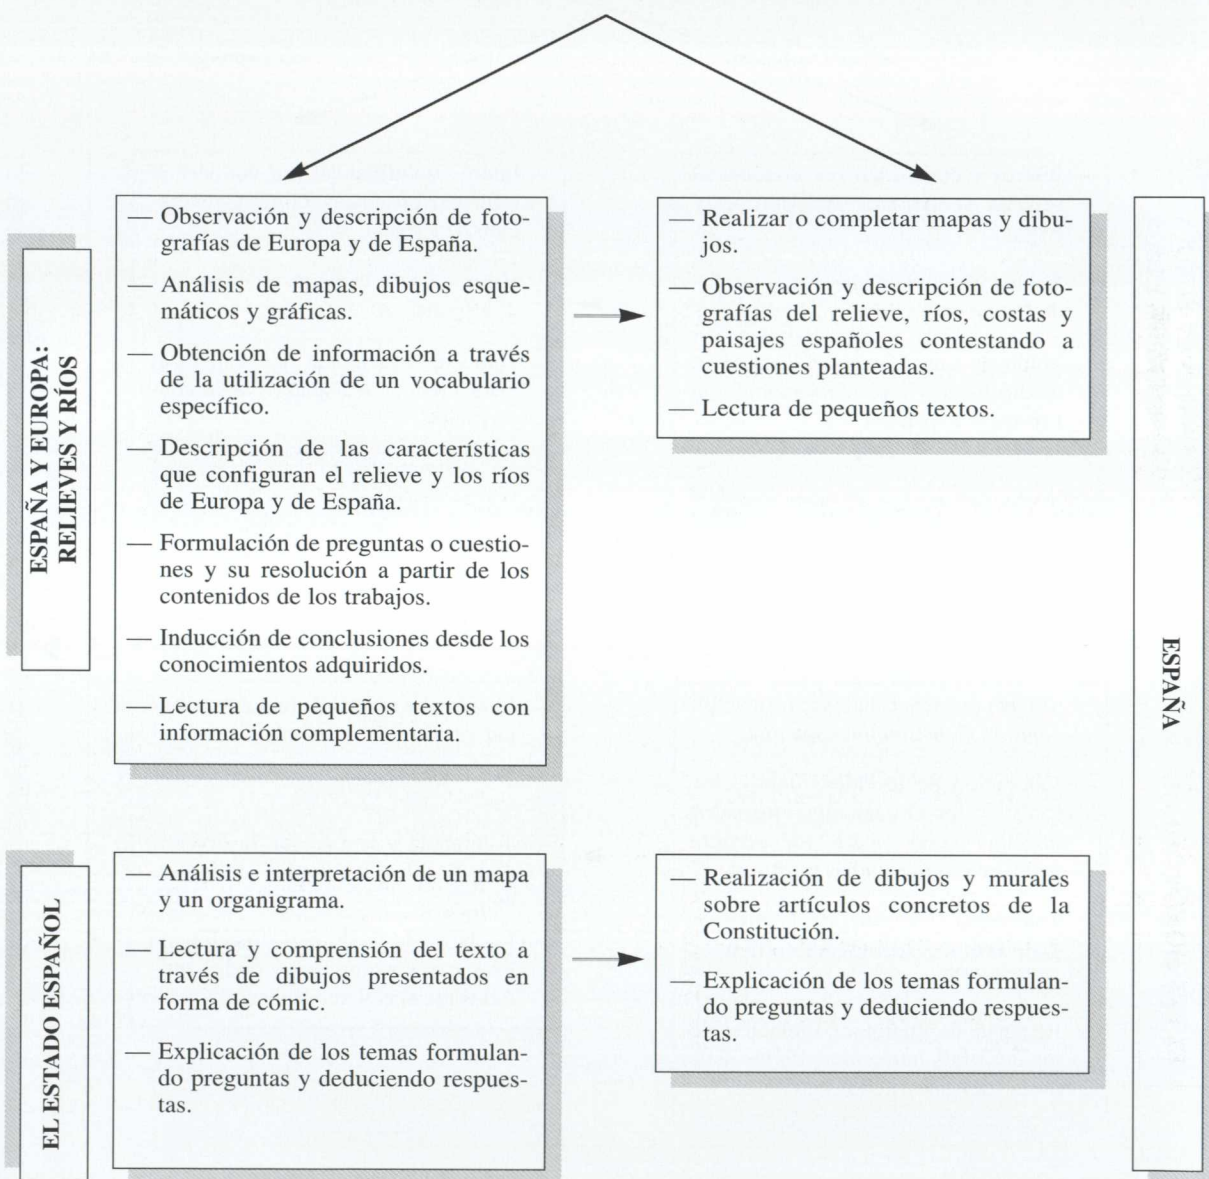 ESPAÑA Y EUROPA:
RELIEVES Y RÍOS
— Observación y descripción de foto-
grafías de Europa y de España.
— Análisis de mapas, dibujos esque-
máticos y gráficas.
— Obtención de información a través
de la utilización de un vocabulario
específico.
— Descripción de las características
que configuran el relieve y los ríos
de Europa y de España.
— Formulación de preguntas o cuestio-
nes y su resolución a partir de los
contenidos de los trabajos.
— Inducción de conclusiones desde los
conocimientos adquiridos.
— Lectura de pequeños textos con
información complementaria.
— Realizar o completar mapas y dibu-
jos.
— Observación y descripción de foto-
grafías del relieve, ríos, costas y
paisajes españoles contestando a
cuestiones planteadas.
— Lectura de pequeños textos.
ESPAÑA
EL ESTADO ESPAÑOL
— Análisis e interpretación de un mapa
y un organigrama.
— Lectura y comprensión del texto a
través de dibujos presentados en
forma de cómic.
— Explicación de los temas formulan-
do preguntas y deduciendo respues-
tas.
— Realización de dibujos y murales
sobre artículos concretos de la
Constitución.
— Explicación de los temas formulan-
do preguntas y deduciendo respues-
tas.